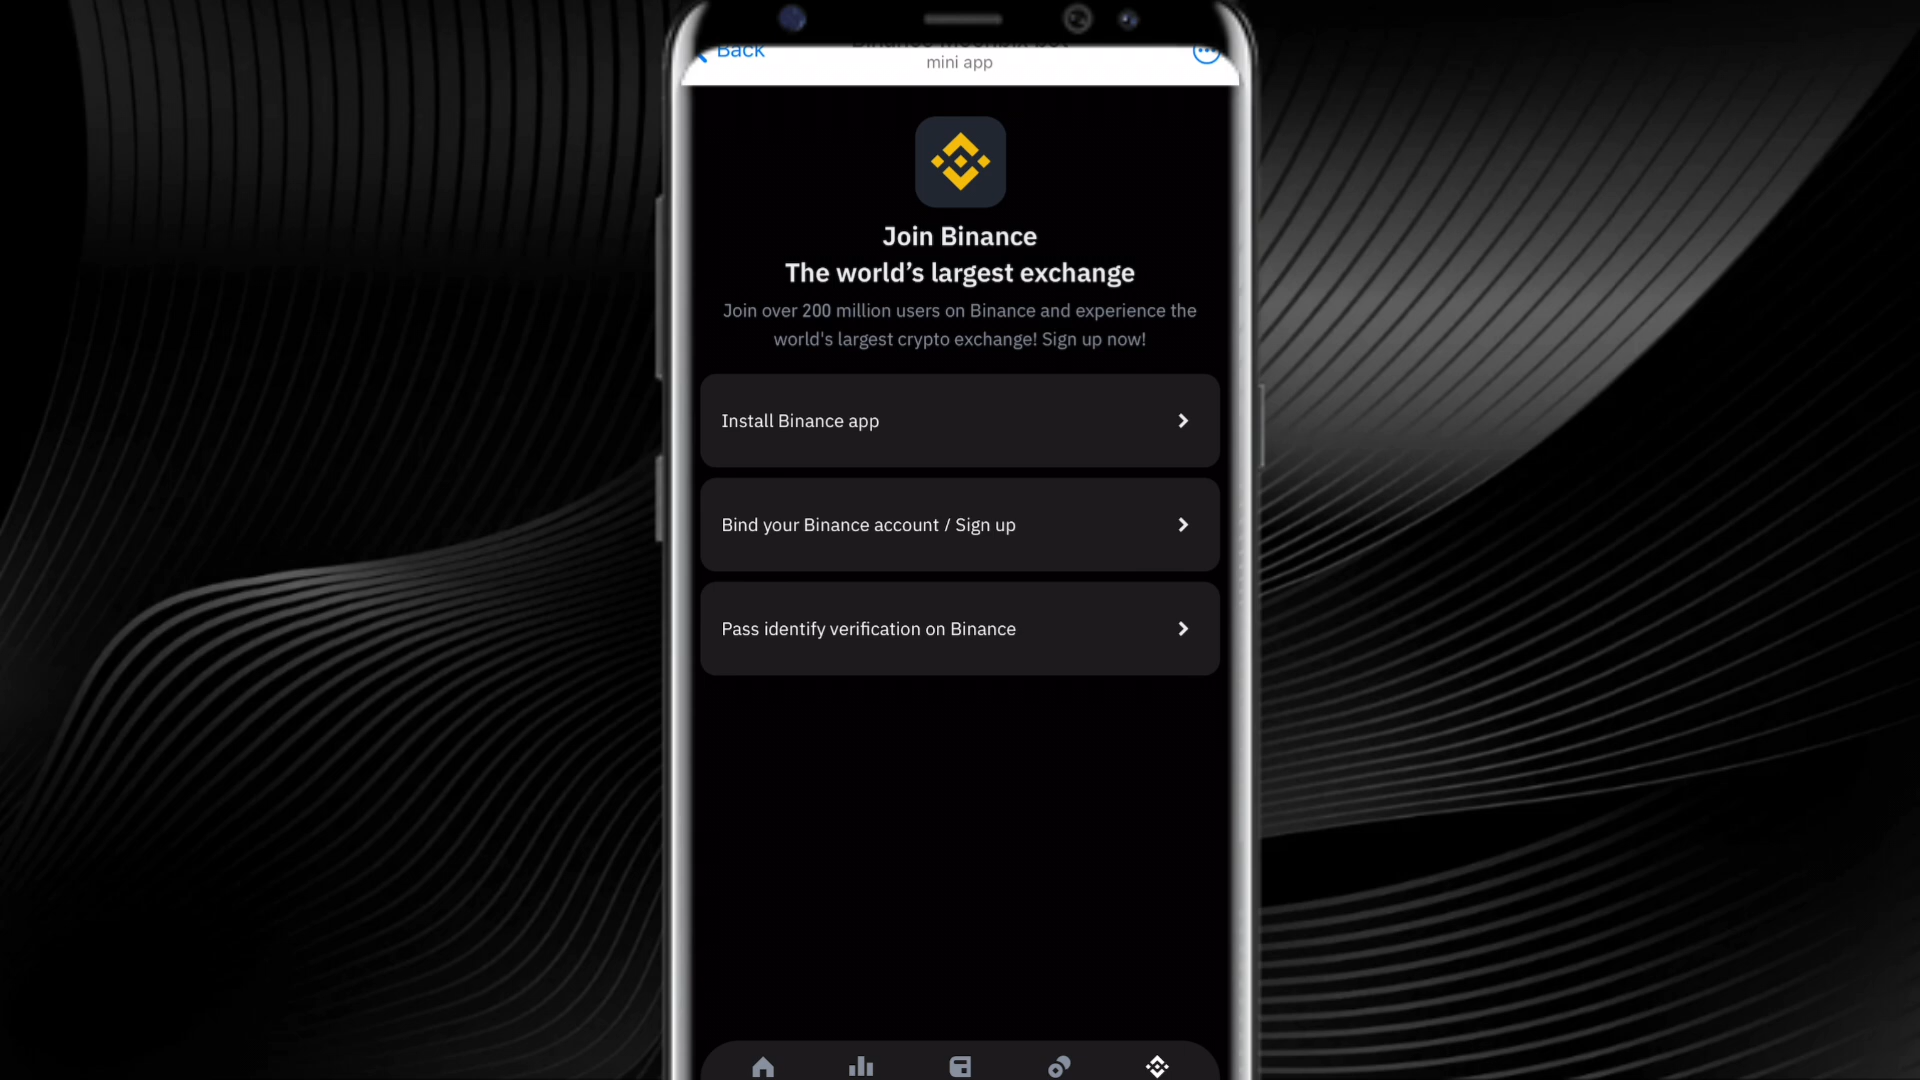 Back
mini app
Join Binance
The world’s largest exchange
Join over 200 million users on Binance and experience the
world's largest crypto exchange! Sign up now!
Install Binance app
Bind your Binance account / Sign up
Pass identify verification on Binance